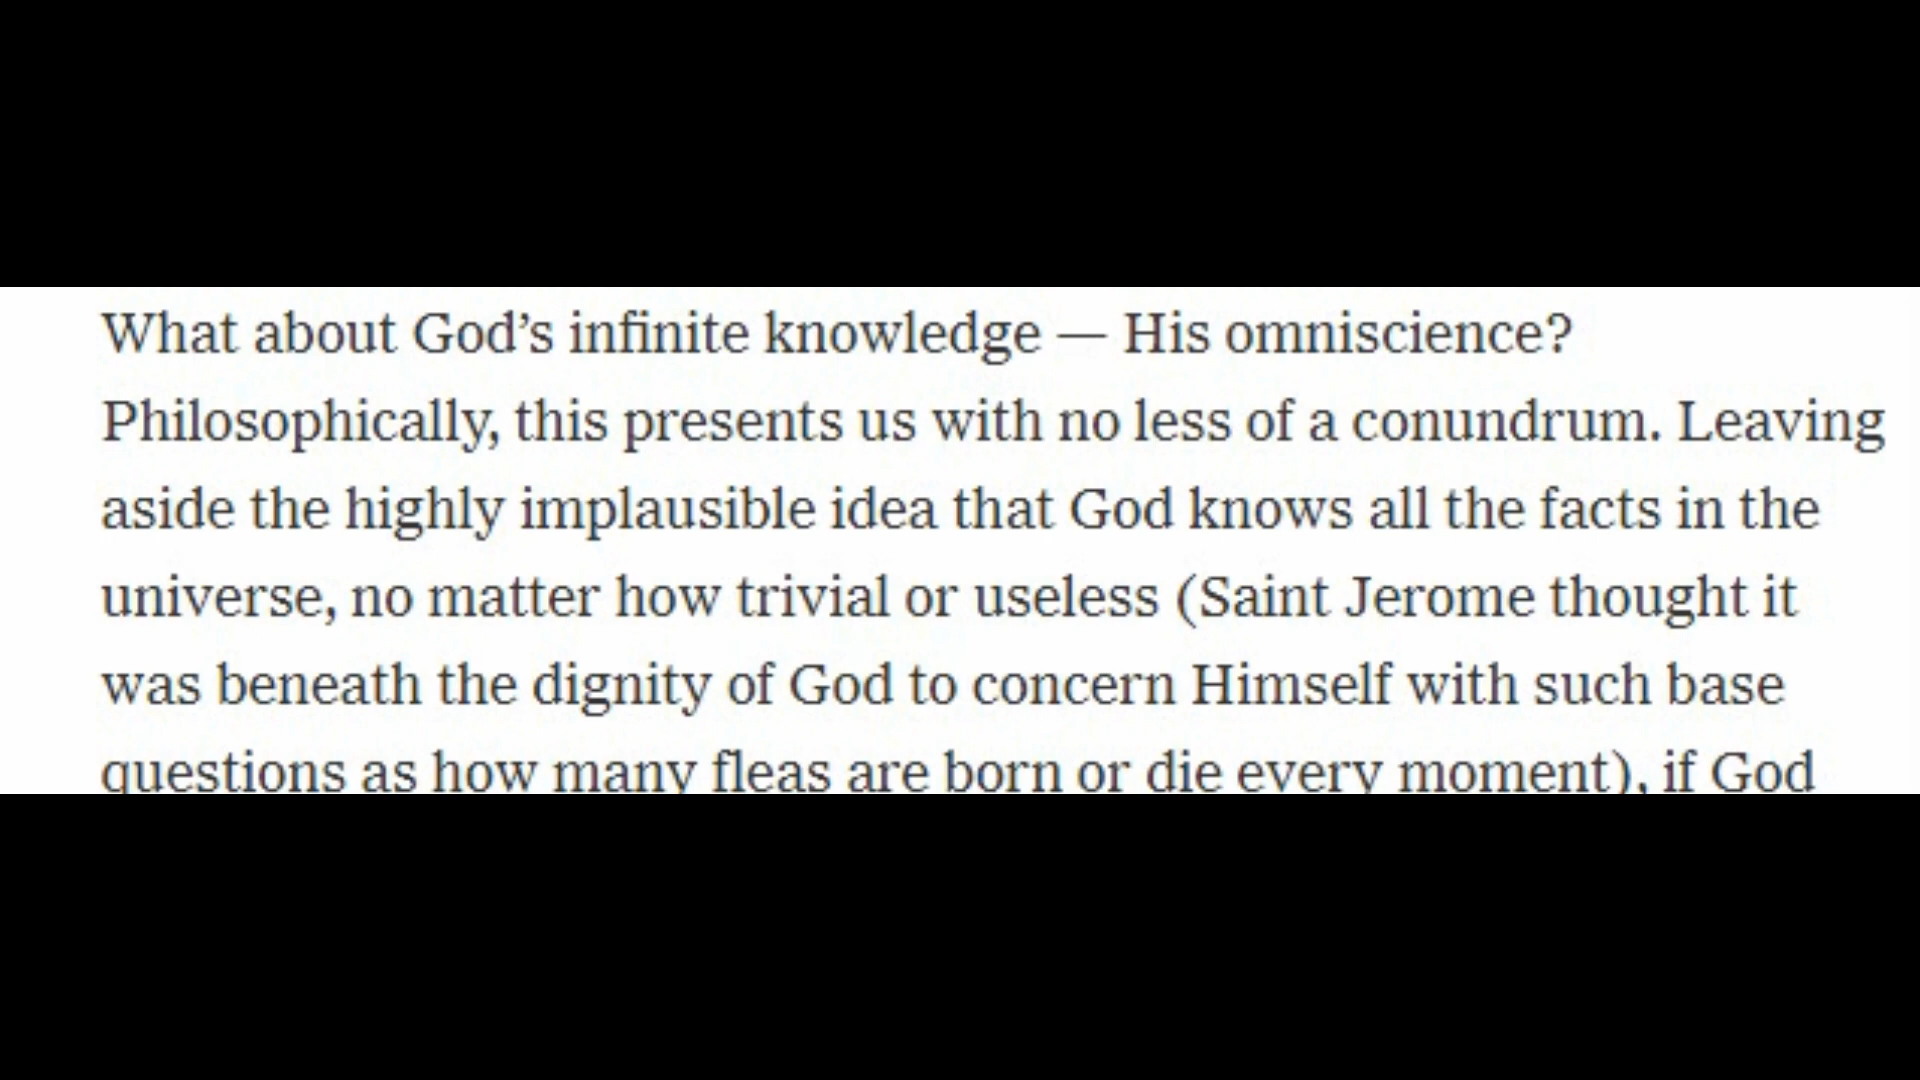 What about God’s infinite knowledge — His omniscience?
Philosophically, this presents us with no less of a conundrum. Leaving
aside the highly implausible idea that God knows all the facts in the
universe, no matter how trivial or useless (Saint Jerome thought it
was beneath the dignity of God to concern Himself with such base
questions as how many fleas are born or die every moment), if God